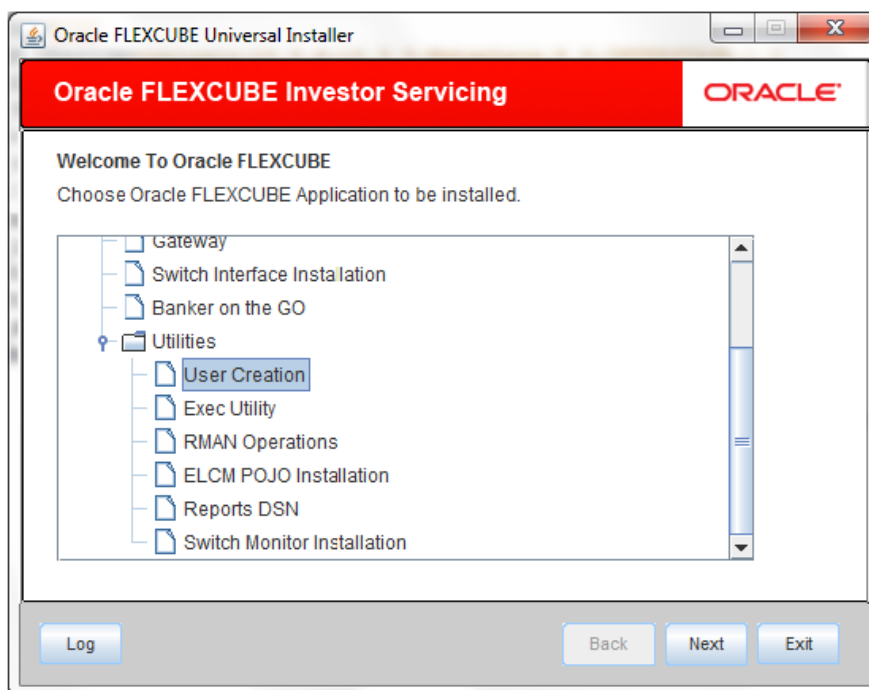 Oracle FLEXCUBE Universal Installer
Oracle FLEXCUBE Investor Servicing
ORACLE
Welcome To Oracle FLEXCUBE
Choose Oracle FLEXCUBE Application to be installed.
Gateway
Switch Interface Installation
Banker on the GO
Utilities
User Creation
Exec Utility
RMAN Operations
ELCM POJO Installation
Reports DSN
Switch Monitor Installation
Log Back Next Exit